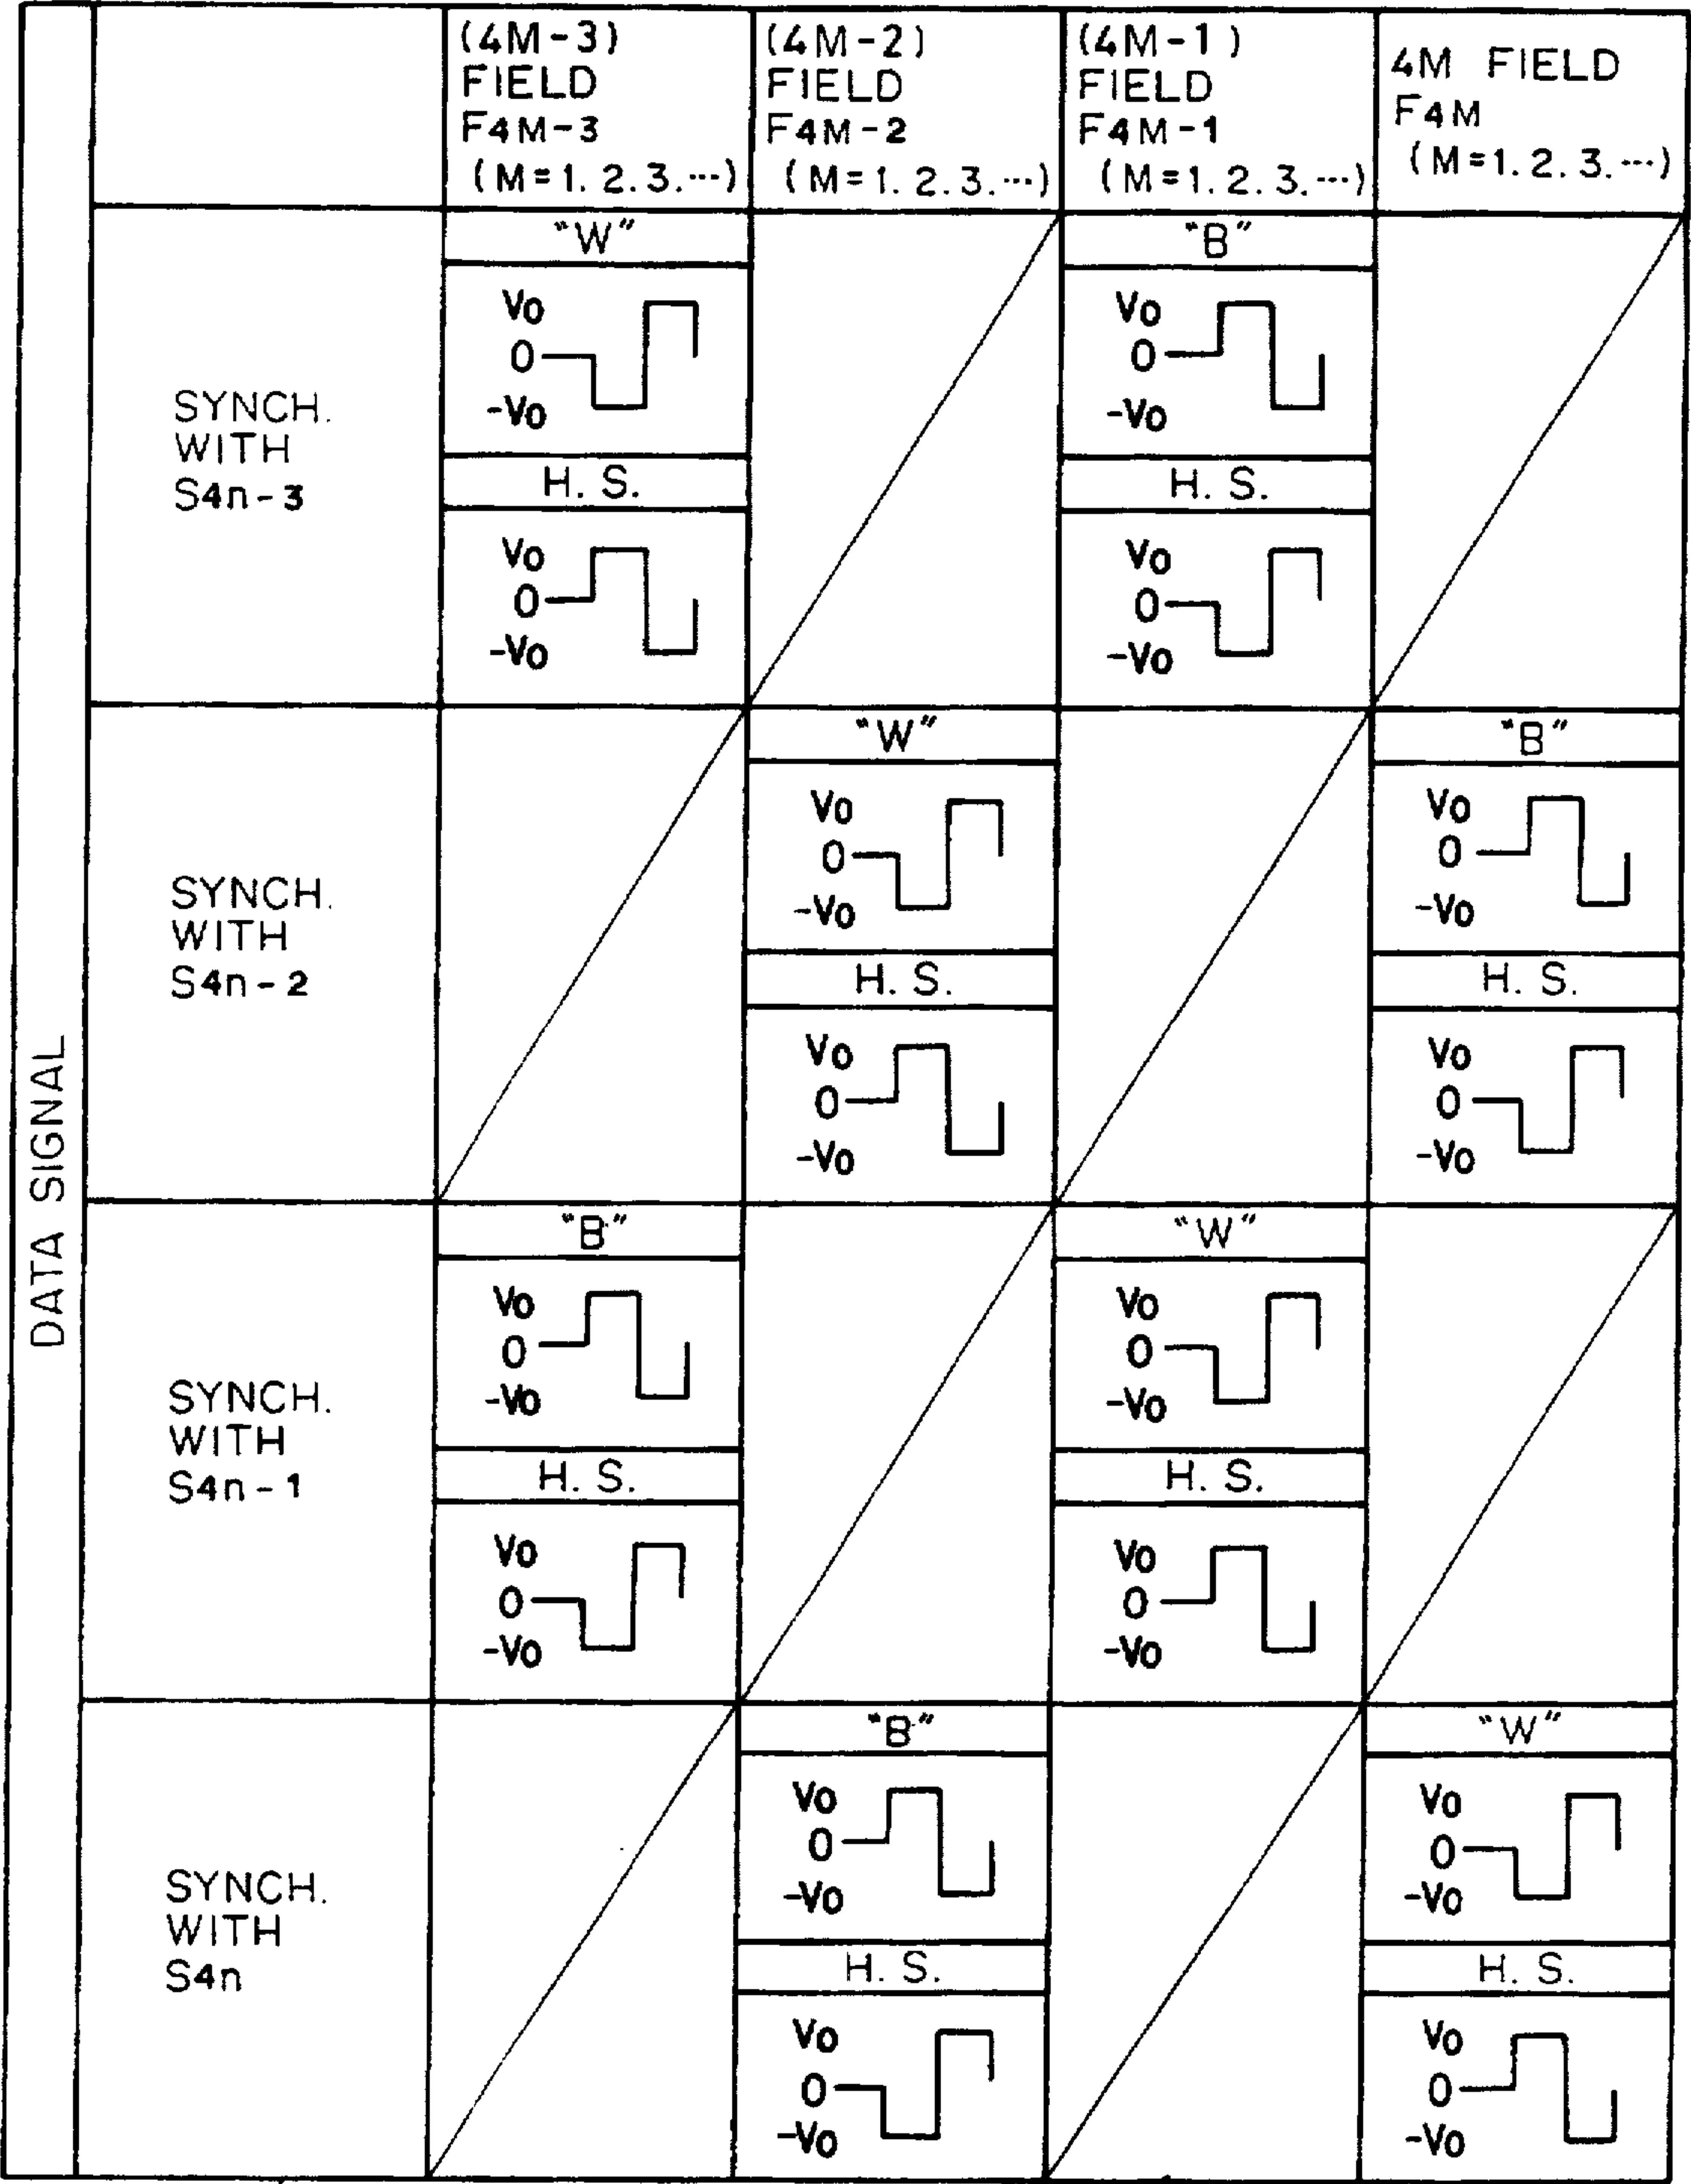 (4M-3)
FIELD
F4M-3
(M=1.2.3.…)
(4M-2)
FIELD
F4M-2
(M=1.2.3.…)
(4M-1)
FIELD
F4M-1
(M=1.2.3.…)
4M FIELD
F4M
(M=1.2.3.…)
DATA SIGNAL
SYNCH.
WITH
S4n-3
"W"
Vo
0
-Vo
H. S.
Vo
0
-Vo
"B"
Vo
0
-Vo
H. S.
Vo
0
-Vo
SYNCH.
WITH
S4n-2
"W"
Vo
0
-Vo
H. S.
Vo
0
-Vo
"B"
Vo
0
-Vo
H. S.
Vo
0
-Vo
SYNCH.
WITH
S4n-1
"B"
Vo
0
-Vo
H. S.
Vo
0
-Vo
"W"
Vo
0
-Vo
H. S.
Vo
0
-Vo
SYNCH.
WITH
S4n
"B"
Vo
0
-Vo
H. S.
Vo
0
-Vo
"W"
Vo
0
-Vo
H. S.
Vo
0
-Vo